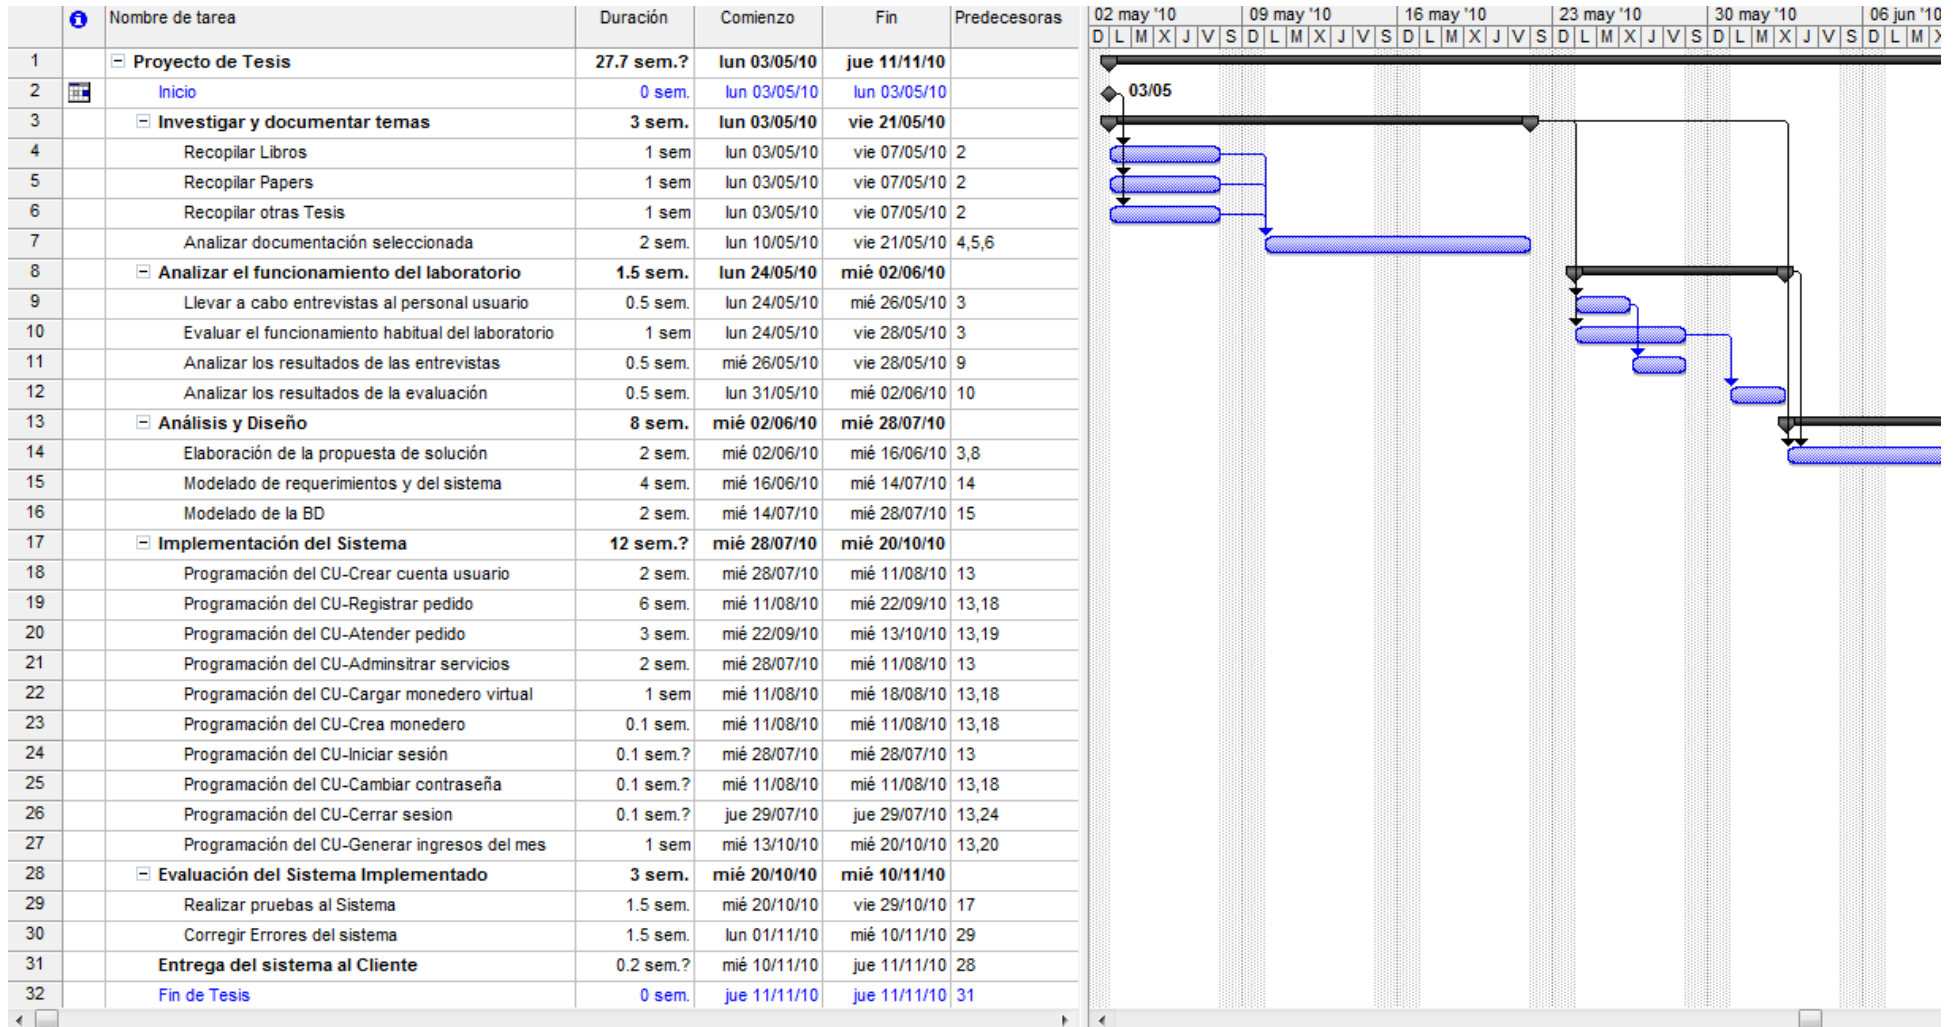 Nombre de tarea Duración Comienzo Fin Predecesoras 02 may '10 09 may '10 16 may '10 23 may '10 30 may '10 06 jun '10
D L M X J V S D L M X J V S D L M X J V S D L M X J V S D L M X J V S D L M X
1 Proyecto de Tesis 27.7 sem.? lun 03/05/10 jue 11/11/10
2 Inicio 0 sem. lun 03/05/10 lun 03/05/10 03/05
3 Investigar y documentar temas 3 sem. lun 03/05/10 vie 21/05/10
4 Recopilar Libros 1 sem lun 03/05/10 vie 07/05/10 2
5 Recopilar Papers 1 sem lun 03/05/10 vie 07/05/10 2
6 Recopilar otras Tesis 1 sem lun 03/05/10 vie 07/05/10 2
7 Analizar documentación seleccionada 2 sem. lun 10/05/10 vie 21/05/10 4,5,6
8 Analizar el funcionamiento del laboratorio 1.5 sem. lun 24/05/10 mié 02/06/10
9 Llevar a cabo entrevistas al personal usuario 0.5 sem. lun 24/05/10 mié 26/05/10 3
10 Evaluar el funcionamiento habitual del laboratorio 1 sem lun 24/05/10 vie 28/05/10 3
11 Analizar los resultados de las entrevistas 0.5 sem. mié 26/05/10 vie 28/05/10 9
12 Analizar los resultados de la evaluación 0.5 sem. lun 31/05/10 mié 02/06/10 10
13 Análisis y Diseño 8 sem. mié 02/06/10 mié 28/07/10
14 Elaboración de la propuesta de solución 2 sem. mié 02/06/10 mié 16/06/10 3,8
15 Modelado de requerimientos y del sistema 4 sem. mié 16/06/10 mié 14/07/10 14
16 Modelado de la BD 2 sem. mié 14/07/10 mié 28/07/10 15
17 Implementación del Sistema 12 sem.? mié 28/07/10 mié 20/10/10
18 Programación del CU-Crear cuenta usuario 2 sem. mié 28/07/10 mié 11/08/10 13
19 Programación del CU-Registrar pedido 6 sem. mié 11/08/10 mié 22/09/10 13,18
20 Programación del CU-Atender pedido 3 sem. mié 22/09/10 mié 13/10/10 13,19
21 Programación del CU-Adminsitrar servicios 2 sem. mié 28/07/10 mié 11/08/10 13
22 Programación del CU-Cargar monedero virtual 1 sem mié 11/08/10 mié 18/08/10 13,18
23 Programación del CU-Crea monedero 0.1 sem. mié 11/08/10 mié 11/08/10 13,18
24 Programación del CU-Iniciar sesión 0.1 sem.? mié 28/07/10 mié 28/07/10 13
25 Programación del CU-Cambiar contraseña 0.1 sem.? mié 11/08/10 mié 11/08/10 13,18
26 Programación del CU-Cerrar sesion 0.1 sem.? jue 29/07/10 jue 29/07/10 13,24
27 Programación del CU-Generar ingresos del mes 1 sem mié 13/10/10 mié 20/10/10 13,20
28 Evaluación del Sistema Implementado 3 sem. mié 20/10/10 mié 10/11/10
29 Realizar pruebas al Sistema 1.5 sem. mié 20/10/10 vie 29/10/10 17
30 Corregir Errores del sistema 1.5 sem. lun 01/11/10 mié 10/11/10 29
31 Entrega del sistema al Cliente 0.2 sem.? mié 10/11/10 jue 11/11/10 28
32 Fin de Tesis 0 sem. jue 11/11/10 jue 11/11/10 31